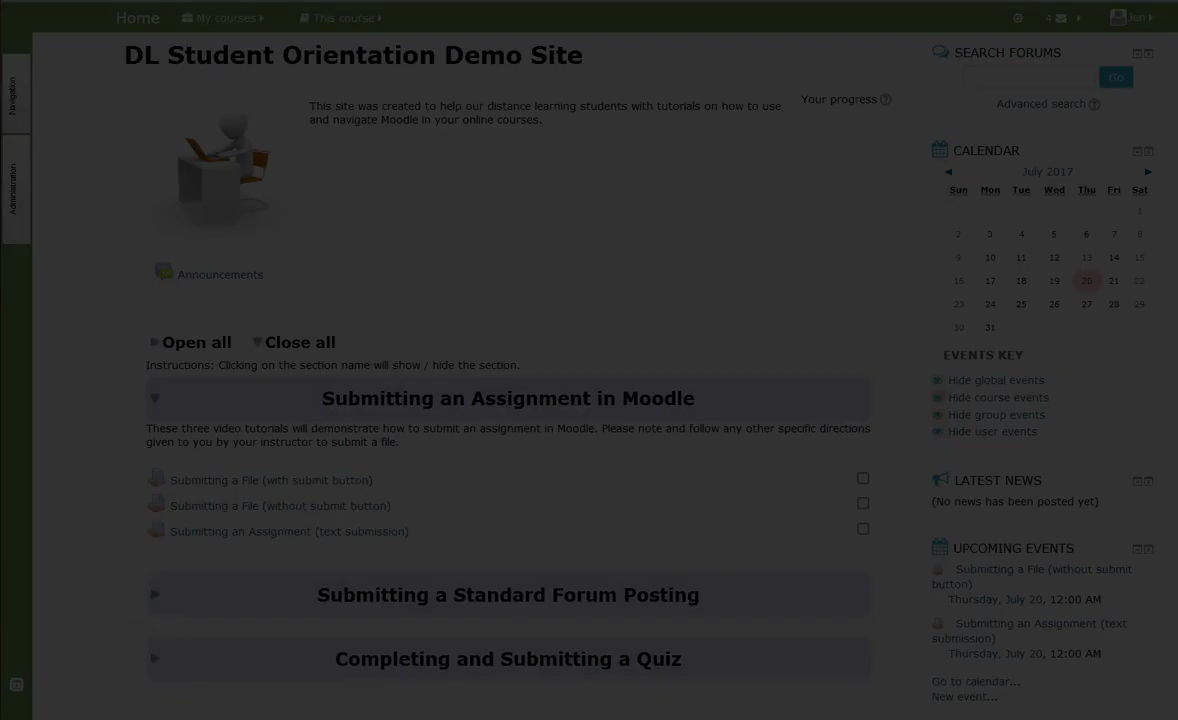 Home My courses This course 4 Jen
Navigation
Administration
DL Student Orientation Demo Site
This site was created to help our distance learning students with tutorials on how to use
and navigate Moodle in your online courses.
Your progress
Announcements
Open all Close all
Instructions: Clicking on the section name will show / hide the section.
Submitting an Assignment in Moodle
These three video tutorials will demonstrate how to submit an assignment in Moodle. Please note and follow any other specific directions
given to you by your instructor to submit a file.
Submitting a File (with submit button)
Submitting a File (without submit button)
Submitting an Assignment (text submission)
Submitting a Standard Forum Posting
Completing and Submitting a Quiz
SEARCH FORUMS
Go
Advanced search
CALENDAR
July 2017
Sun Mon Tue Wed Thu Fri Sat
1
2 3 4 5 6 7 8
9 10 11 12 13 14 15
16 17 18 19 20 21 22
23 24 25 26 27 28 29
30 31
EVENTS KEY
Hide global events
Hide course events
Hide group events
Hide user events
LATEST NEWS
(No news has been posted yet)
UPCOMING EVENTS
Submitting a File (without submit
button)
Thursday, July 20, 12:00 AM
Submitting an Assignment (text
submission)
Thursday, July 20, 12:00 AM
Go to calendar...
New event...